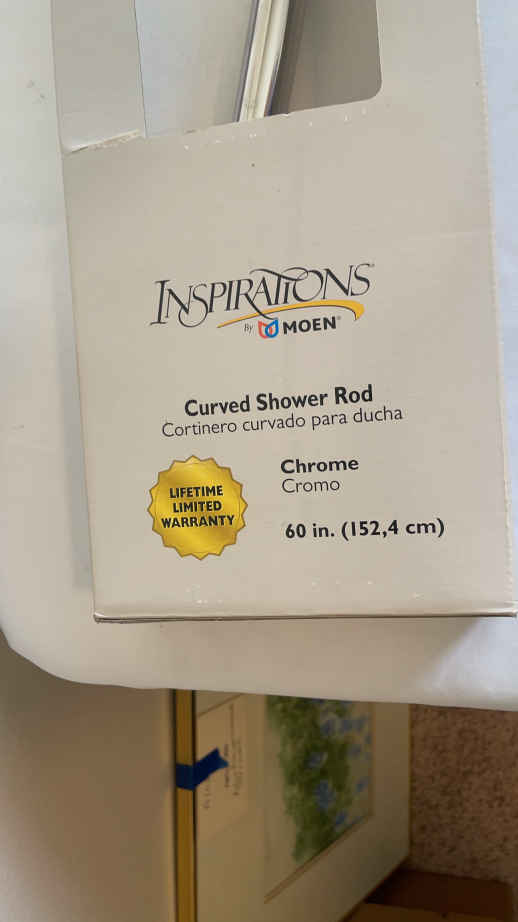 INSPIRATIONS
By MOEN®
Curved Shower Rod
Cortinero curvado para ducha
LIFETIME
LIMITED
WARRANTY
Chrome
Cromo
60 in. (152,4 cm)